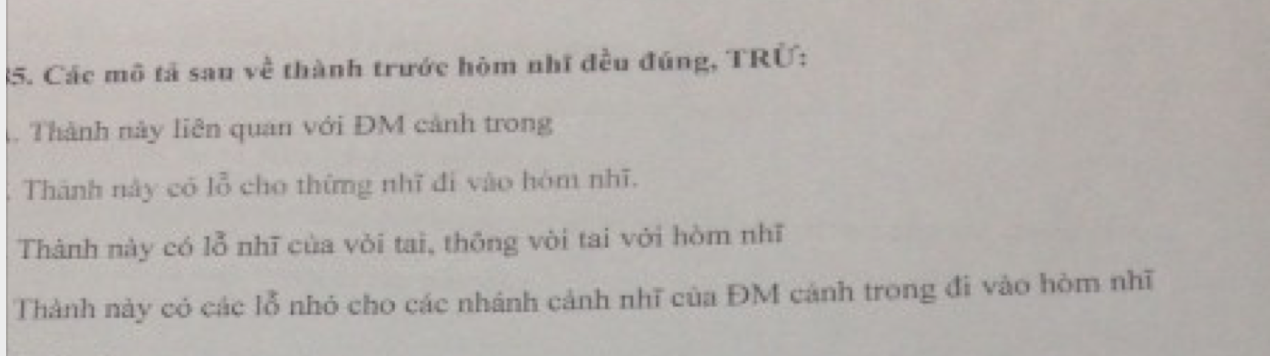 35. Các mô tả sau về thành trước hòm nhĩ đều đúng, TRỪ:
. Thành này liên quan với ĐM cảnh trong
. Thành này có lỗ cho thừng nhĩ đi vào hòm nhĩ.
Thành này có lỗ nhĩ của vòi tai, thông vòi tai với hòm nhĩ
Thành này có các lỗ nhỏ cho các nhánh cảnh nhĩ của ĐM cảnh trong đi vào hòm nhĩ